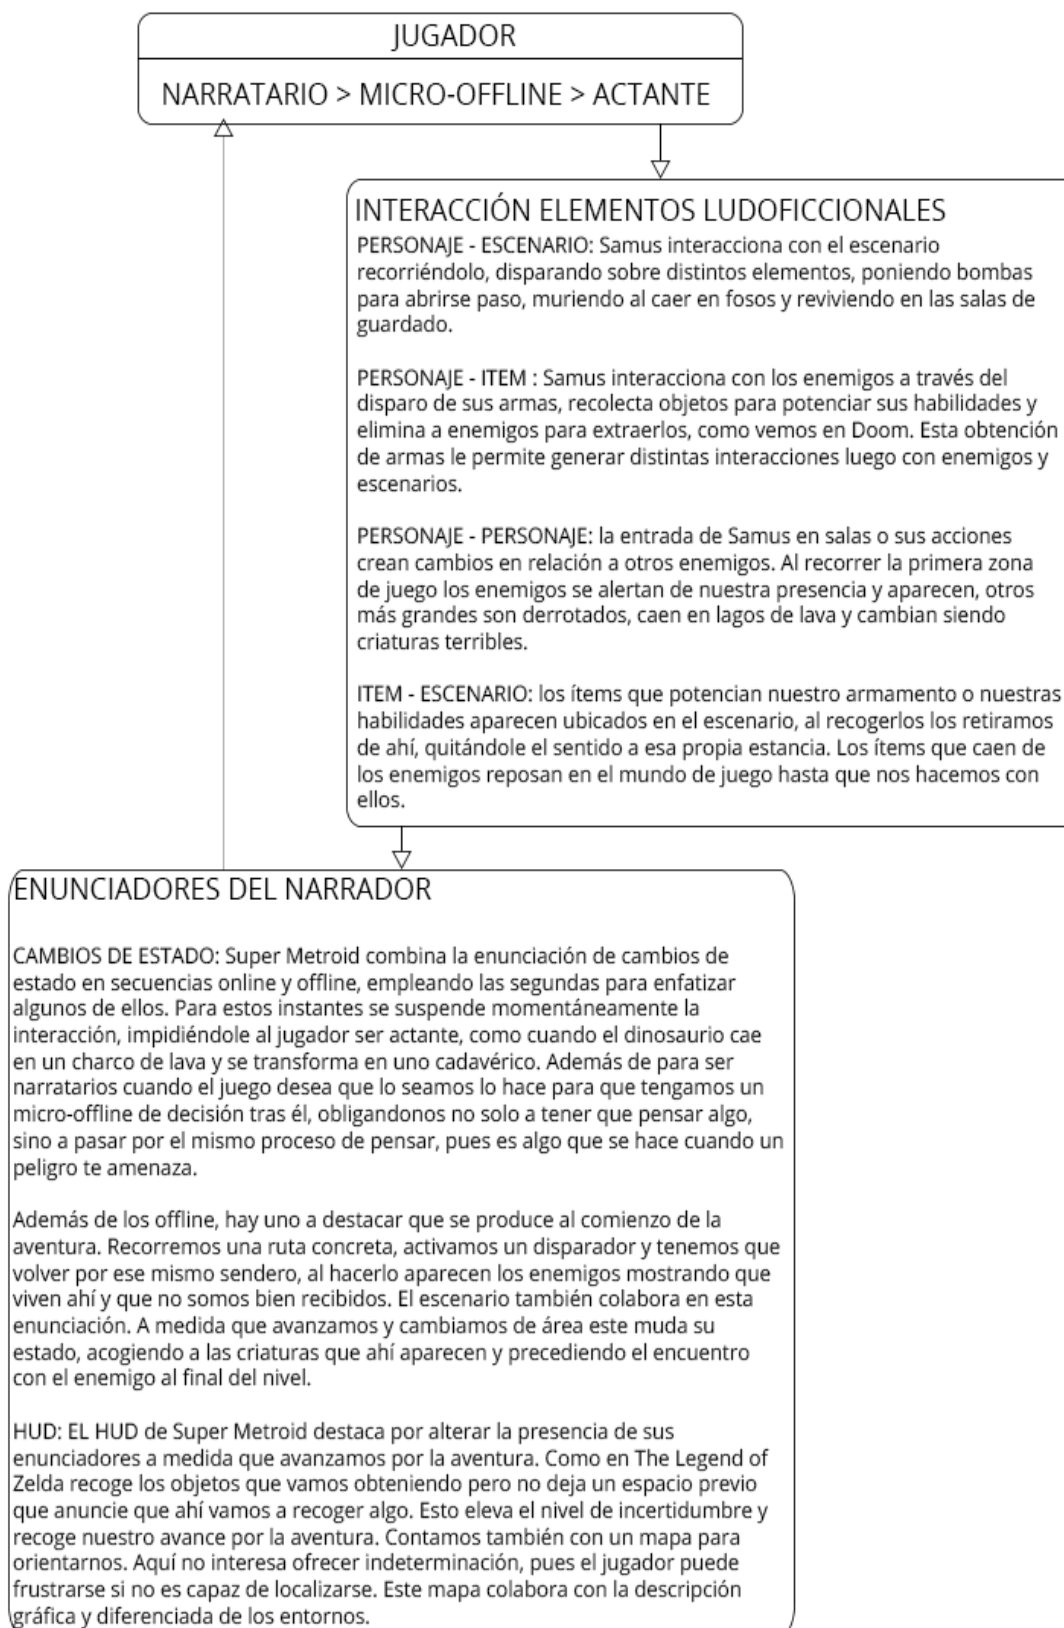 JUGADOR
NARRATARIO > MICRO-OFFLINE > ACTANTE
INTERACCIÓN ELEMENTOS LUDOFICCIONALES
PERSONAJE - ESCENARIO: Samus interacciona con el escenario
recorriéndolo, disparando sobre distintos elementos, poniendo bombas
para abrirse paso, muriendo al caer en fosos y reviviendo en las salas de
guardado.
PERSONAJE - ITEM : Samus interacciona con los enemigos a través del
disparo de sus armas, recolecta objetos para potenciar sus habilidades y
elimina a enemigos para extraerlos, como vemos en Doom. Esta obtención
de armas le permite generar distintas interacciones luego con enemigos y
escenarios.
PERSONAJE - PERSONAJE: la entrada de Samus en salas o sus acciones
crean cambios en relación a otros enemigos. Al recorrer la primera zona
de juego los enemigos se alertan de nuestra presencia y aparecen, otros
más grandes son derrotados, caen en lagos de lava y cambian siendo
criaturas terribles.
ITEM - ESCENARIO: los ítems que potencian nuestro armamento o nuestras
habilidades aparecen ubicados en el escenario, al recogerlos los retiramos
de ahí, quitándole el sentido a esa propia estancia. Los ítems que caen de
los enemigos reposan en el mundo de juego hasta que nos hacemos con
ellos.
ENUNCIADORES DEL NARRADOR
CAMBIOS DE ESTADO: Super Metroid combina la enunciación de cambios de
estado en secuencias online y offline, empleando las segundas para enfatizar
algunos de ellos. Para estos instantes se suspende momentáneamente la
interacción, impidiéndole al jugador ser actante, como cuando el dinosaurio cae
en un charco de lava y se transforma en uno cadavérico. Además de para ser
narratarios cuando el juego desea que lo seamos lo hace para que tengamos un
micro-offline de decisión tras él, obligandonos no solo a tener que pensar algo,
sino a pasar por el mismo proceso de pensar, pues es algo que se hace cuando un
peligro te amenaza.
Además de los offline, hay uno a destacar que se produce al comienzo de la
aventura. Recorremos una ruta concreta, activamos un disparador y tenemos que
volver por ese mismo sendero, al hacerlo aparecen los enemigos mostrando que
viven ahí y que no somos bien recibidos. El escenario también colabora en esta
enunciación. A medida que avanzamos y cambiamos de área este muda su
estado, acogiendo a las criaturas que ahí aparecen y precediendo el encuentro
con el enemigo al final del nivel.
HUD: EL HUD de Super Metroid destaca por alterar la presencia de sus
enunciadores a medida que avanzamos por la aventura. Como en The Legend of
Zelda recoge los objetos que vamos obteniendo pero no deja un espacio previo
que anuncie que ahí vamos a recoger algo. Esto eleva el nivel de incertidumbre y
recoge nuestro avance por la aventura. Contamos también con un mapa para
orientarnos. Aquí no interesa ofrecer indeterminación, pues el jugador puede
frustrarse si no es capaz de localizarse. Este mapa colabora con la descripción
gráfica y diferenciada de los entornos.